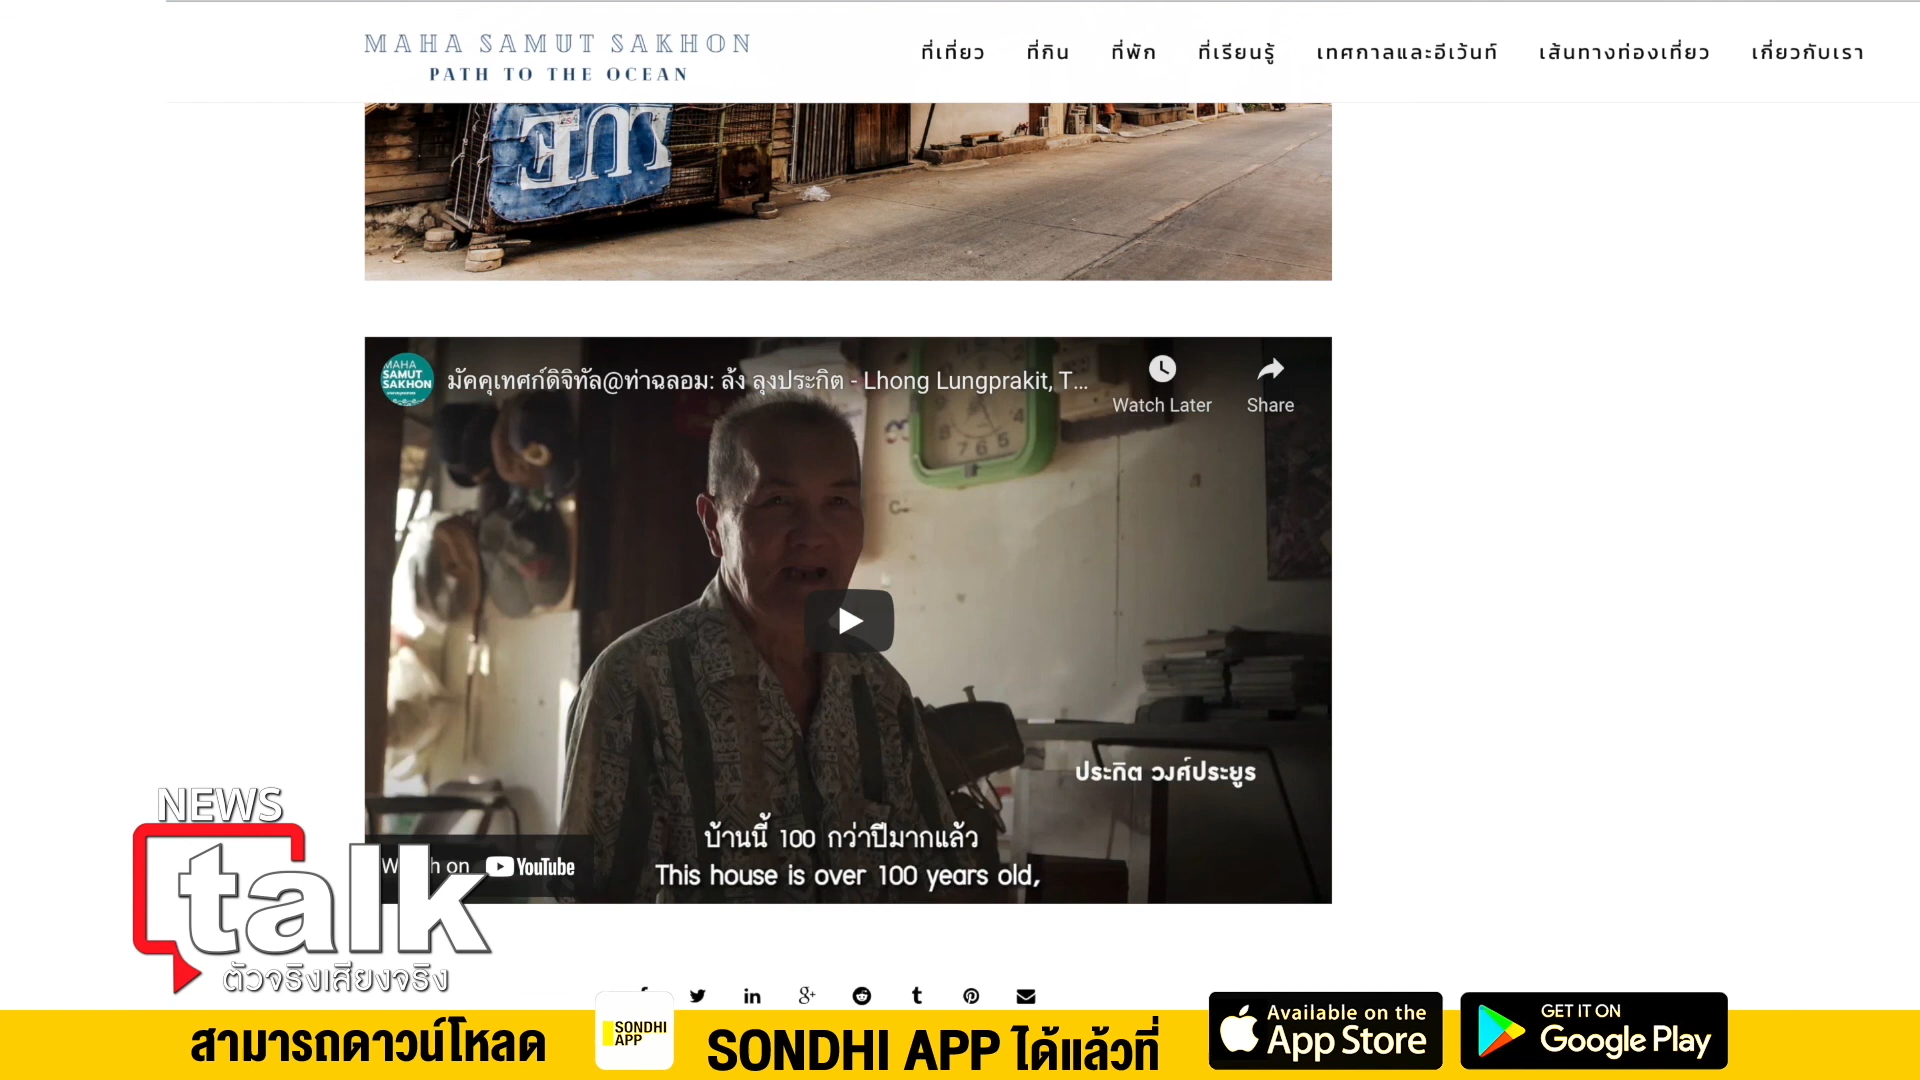 MAHA SAMUT SAKHON
PATH TO THE OCEAN
ที่เที่ยว ที่กิน ที่พัก ที่เรียนรู้ เทศกาลและอีเว้นท์ เส้นทางท่องเที่ยว เกี่ยวกับเรา
MAHA
SAMUT
SAKHON
มัคคุเทศก์ดิจิทัล@ท่าฉลอม: ล้ง ลุงประกิต - Lhong Lungprakit, T...
Watch Later
Share
ประกิต วงศ์ประยูร
บ้านนี้ 100 กว่าปีมากแล้ว
This house is over 100 years old,
YouTube
NEWS
talk
ตัวจริงเสียงจริง
สามารถดาวน์โหลด
SONDHI
APP
SONDHI APP ได้แล้วที่
Available on the
App Store
GET IT ON
Google Play